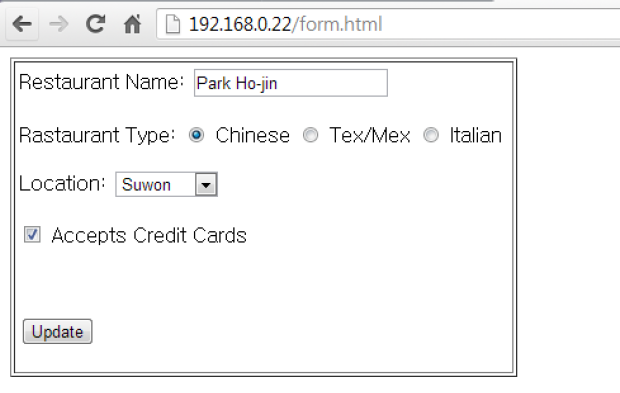 192.168.0.22/form.html
Restaurant Name: Park Ho-jin
Rastaurant Type: Chinese Tex/Mex Italian
Location: Suwon
Accepts Credit Cards
Update